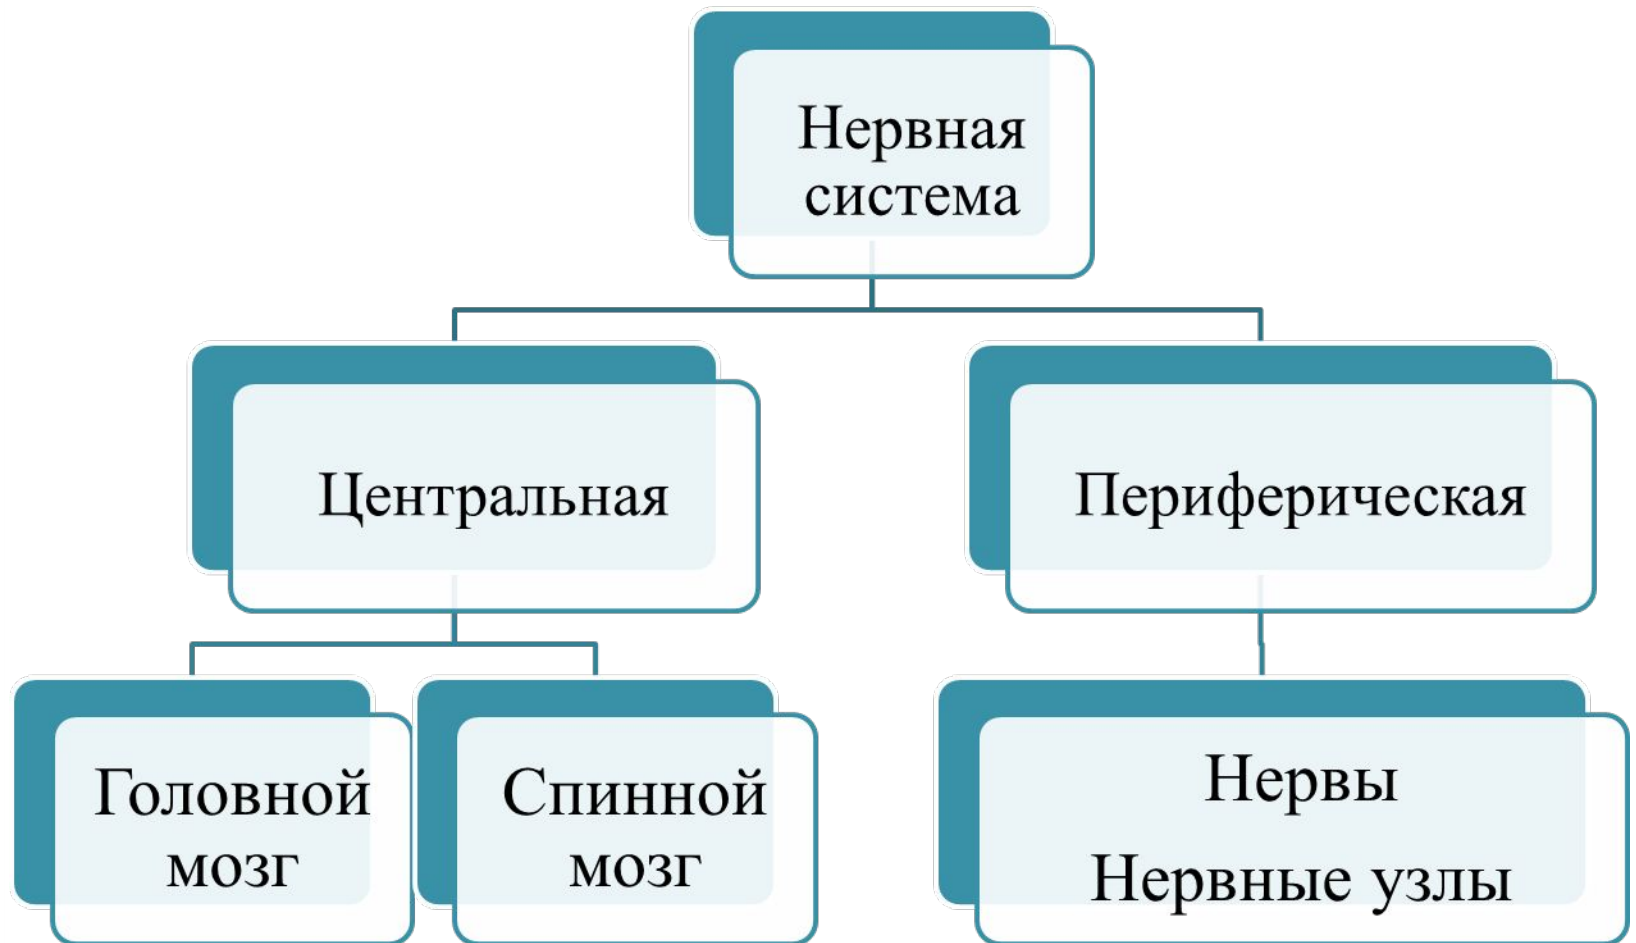 Нервная
система
Центральная
Периферическая
Головной
мозг
Спинной
мозг
Нервы
Нервные узлы